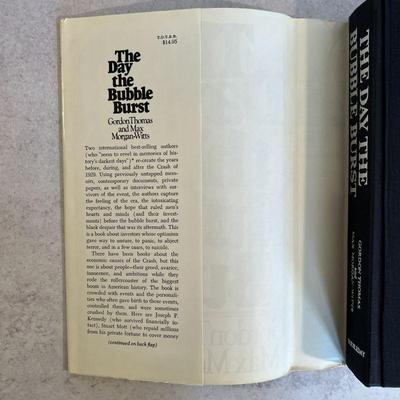 T.D.T.B.B.
$14.95
The
Day
the
Bubble
Burst
Gordon Thomas
and Max
Morgan-Witts
Two international best-selling authors
(who "seem to revel in memories of his-
tory's darkest days")* re-create the years
before, during, and after the Crash of
1929. Using previously untapped mem-
oirs, contemporary documents, private
papers, as well as interviews with sur-
vivors of the event, the authors capture
the feeling of the era, the intoxicating
expectancy, the hope that ruled men's
hearts and minds (and their invest-
ments) before the bubble burst, and the
black despair that was its aftermath. This
is a book about investors whose optimism
gave way to unease, to panic, to abject
terror, and in a few cases, to suicide.
There have been books about the
economic causes of the Crash, but this
one is about people—their greed, avarice,
innocence, and ambitions while they
rode the biggest roller-coaster of the
boom in American history. The book is
crowded with events and the personali-
ties who often gave birth to these events,
controlled them, and were sometimes
crushed by them. Here are Joseph P.
Kennedy (who survived financially in-
tact), Stuart Mott (who repaid millions
from his private fortune to cover money
(continued on back flap)
THE DAY THE
BUBBLE BURST
GORDON THOMAS
MAX MORGAN-WITTS
DOUBLEDAY